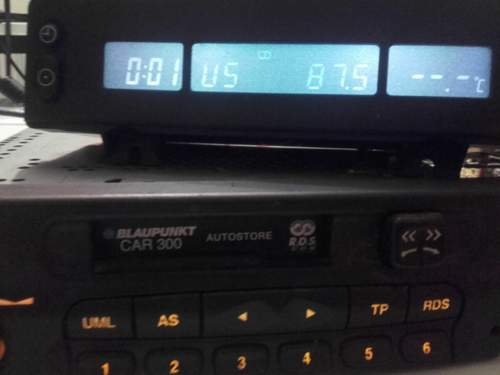 0:01 US 87.5 --.-°C
BLAUPUNKT
CAR 300 AUTOSTORE R.D.S
<< >>
UML AS ◄ ► TP RDS
1 2 3 4 5 6